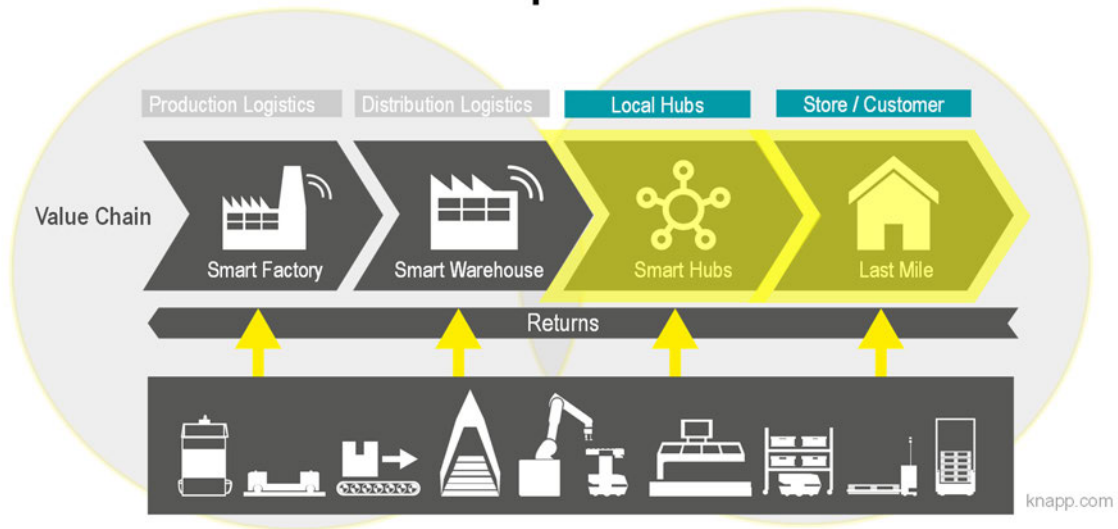 Production Logistics
Distribution Logistics
Local Hubs
Store / Customer
Value Chain
Smart Factory
Smart Warehouse
Smart Hubs
Last Mile
Returns
knapp.com